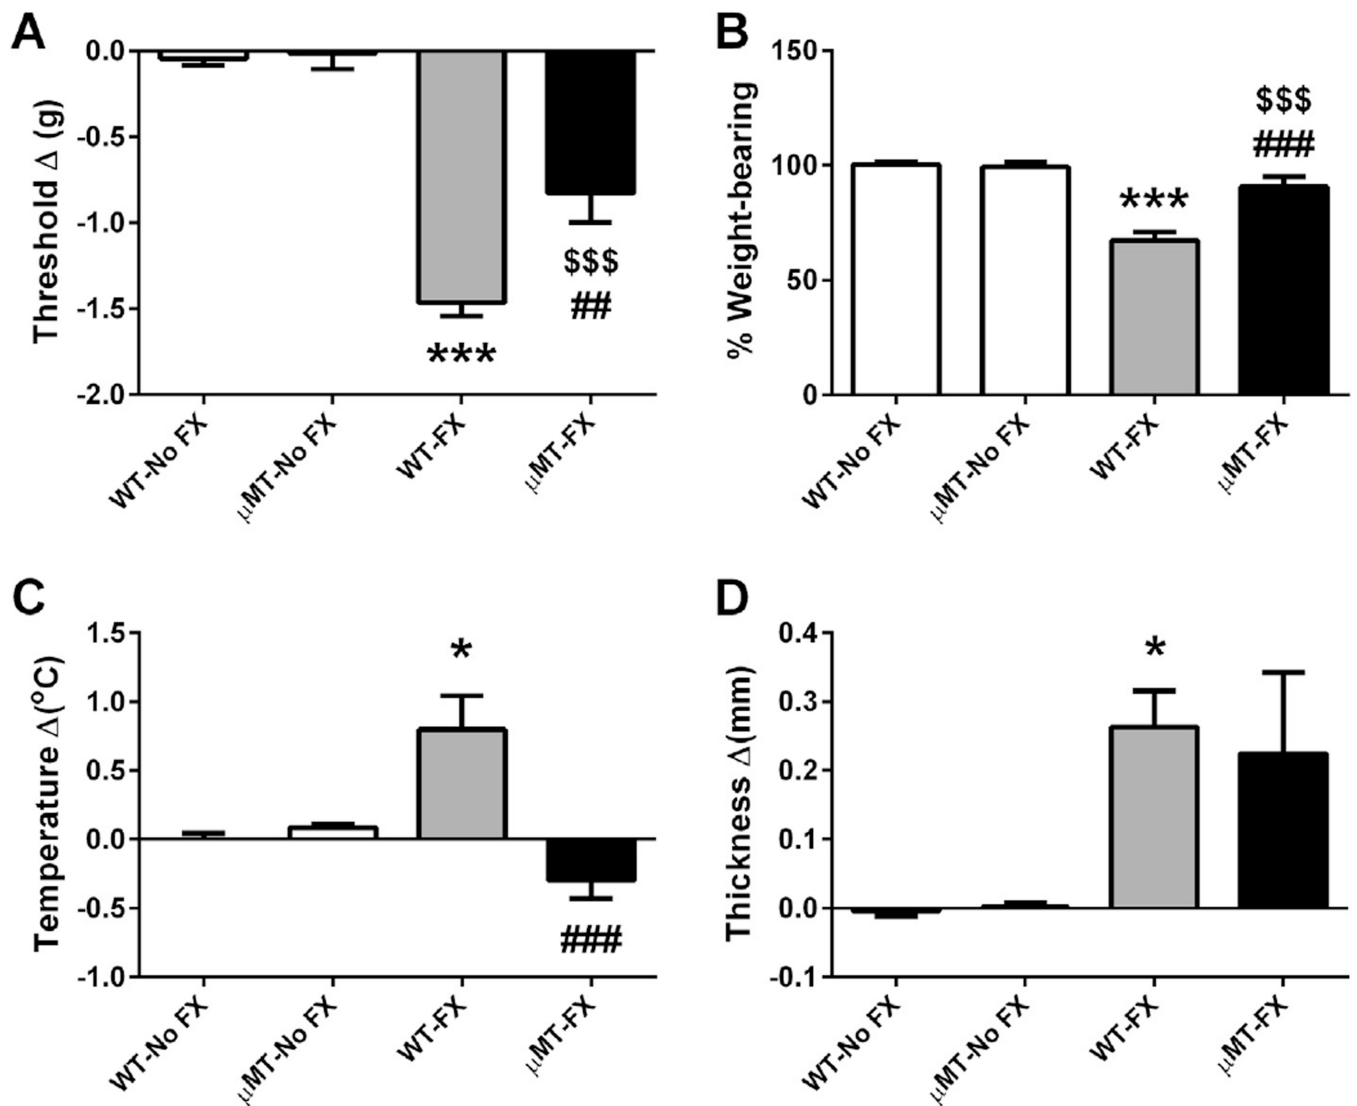 A
Threshold Δ (g)
0.0
-0.5
-1.0
-1.5
-2.0
***
$$$
##
WT-No FX
μMT-No FX
WT-FX
μMT-FX
B
% Weight-bearing
150
100
50
0
***
$$$
###
WT-No FX
μMT-No FX
WT-FX
μMT-FX
C
Temperature Δ(°C)
1.5
1.0
0.5
0.0
-0.5
-1.0
*
###
WT-No FX
μMT-No FX
WT-FX
μMT-FX
D
Thickness Δ(mm)
0.4
0.3
0.2
0.1
0.0
-0.1
*
WT-No FX
μMT-No FX
WT-FX
μMT-FX